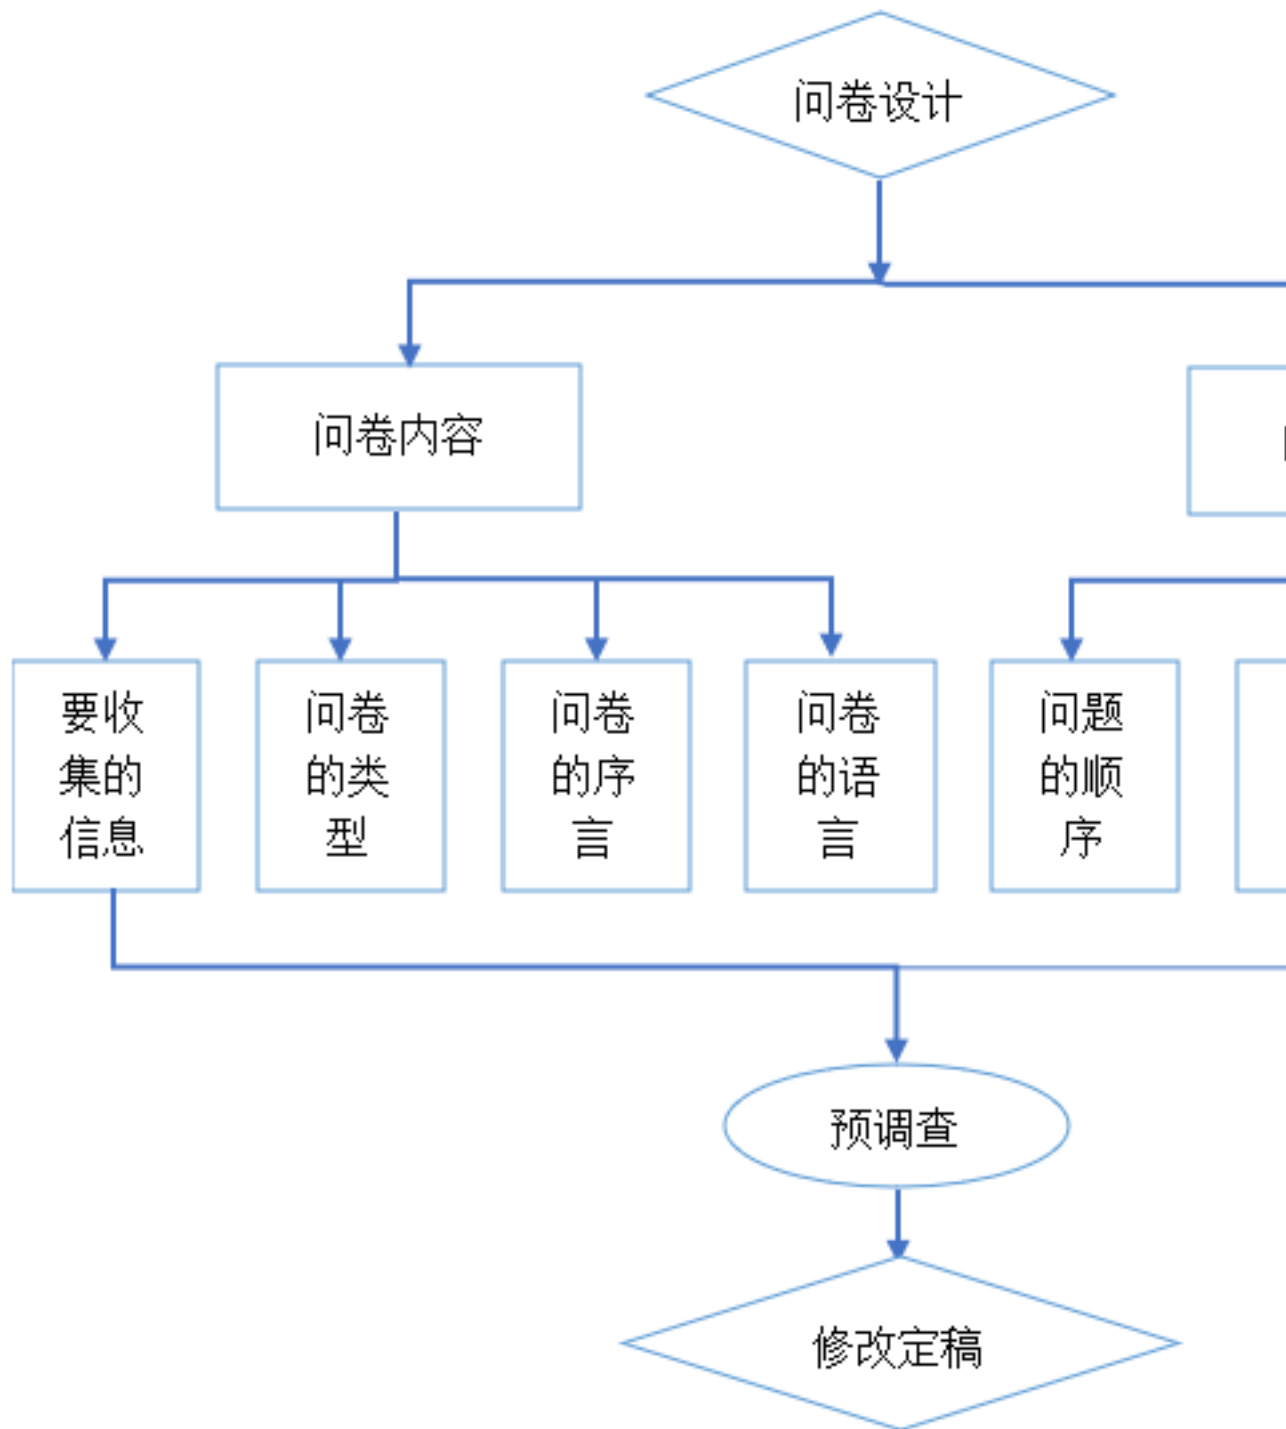 问卷设计
问卷内容
要收
集的
信息
问卷
的类
型
问卷
的序
言
问卷
的语
言
问题
的顺
序
预调查
修改定稿